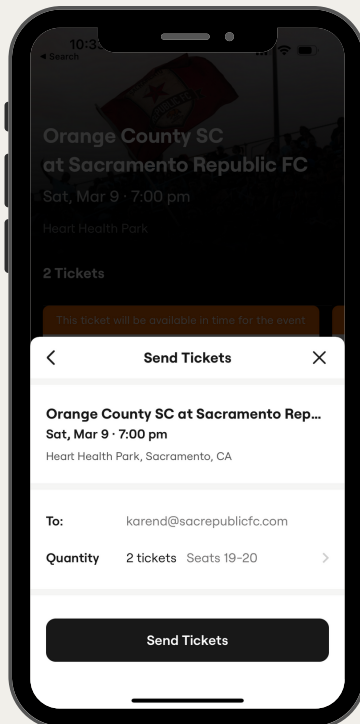 10:33
◀ Search
Orange County SC
at Sacramento Republic FC
Sat, Mar 9 · 7:00 pm
Heart Health Park
2 Tickets
This ticket will be available in time for the event
Send Tickets
Orange County SC at Sacramento Rep...
Sat, Mar 9 · 7:00 pm
Heart Health Park, Sacramento, CA
To: karend@sacrepublicfc.com
Quantity 2 tickets Seats 19-20
Send Tickets